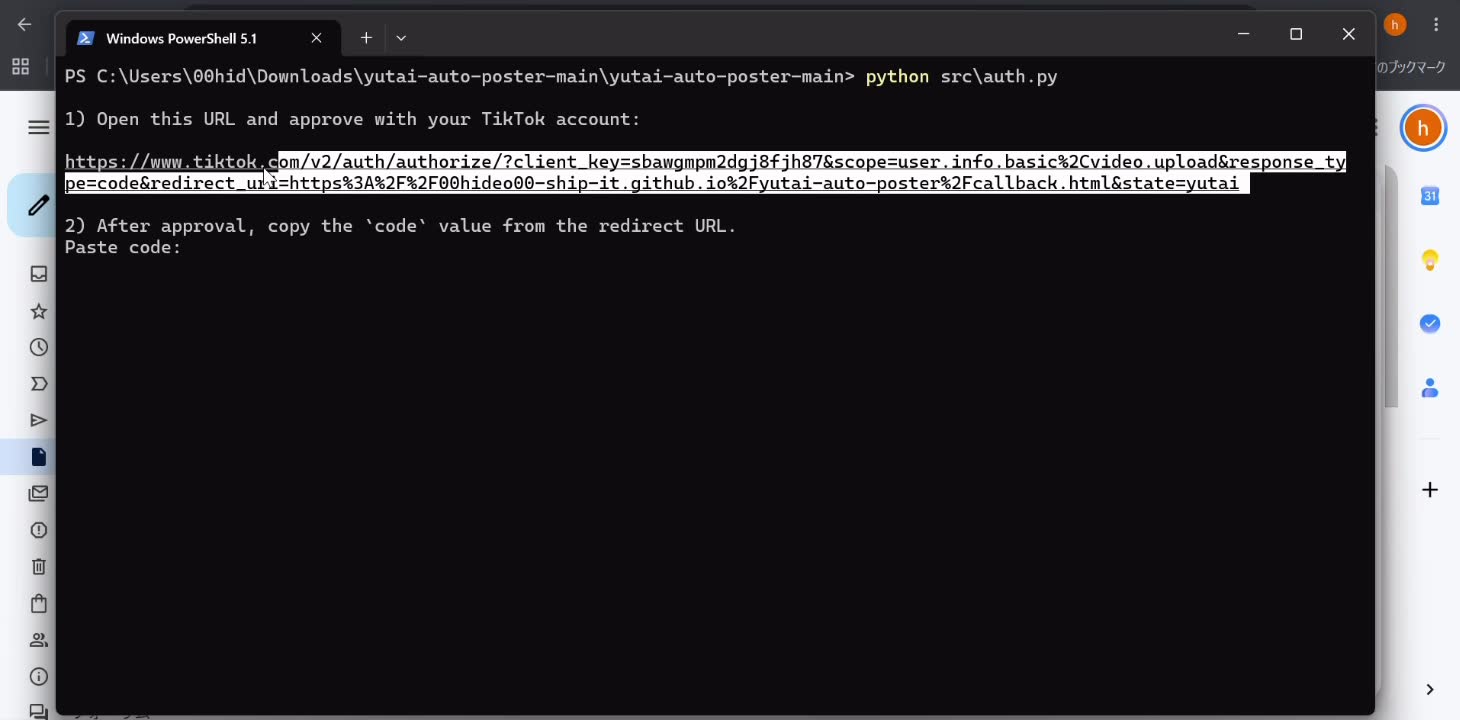 Windows PowerShell 5.1
h
のブックマーク
PS C:\Users\00hid\Downloads\yutai-auto-poster-main\yutai-auto-poster-main> python src\auth.py
h
1) Open this URL and approve with your TikTok account:
https://www.tiktok.com/v2/auth/authorize/?client_key=sbawgmpm2dgj8fjh87&scope=user.info.basic%2Cvideo.upload&response_ty
pe=code&redirect_uri=https%3A%2F%2F00hideo00-ship-it.github.io%2Fyutai-auto-poster%2Fcallback.html&state=yutai
31
2) After approval, copy the `code` value from the redirect URL.
Paste code: